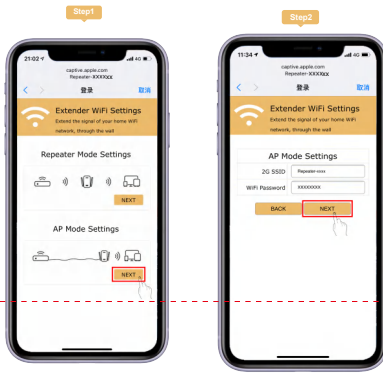 Step1
21:02
4G
captive.apple.com
Repeater-XXXXXX
登录
取消
Extender WiFi Settings
Extend the signal of your home WiFi
network, through the wall
Repeater Mode Settings
NEXT
AP Mode Settings
NEXT
Step2
11:34
4G
captive.apple.com
Repeater-XXXXXX
登录
取消
Extender WiFi Settings
Extend the signal of your home WiFi
network, through the wall
AP Mode Settings
2G SSID Repeater-xxxx
WiFi Password XXXXXXXX
BACK NEXT